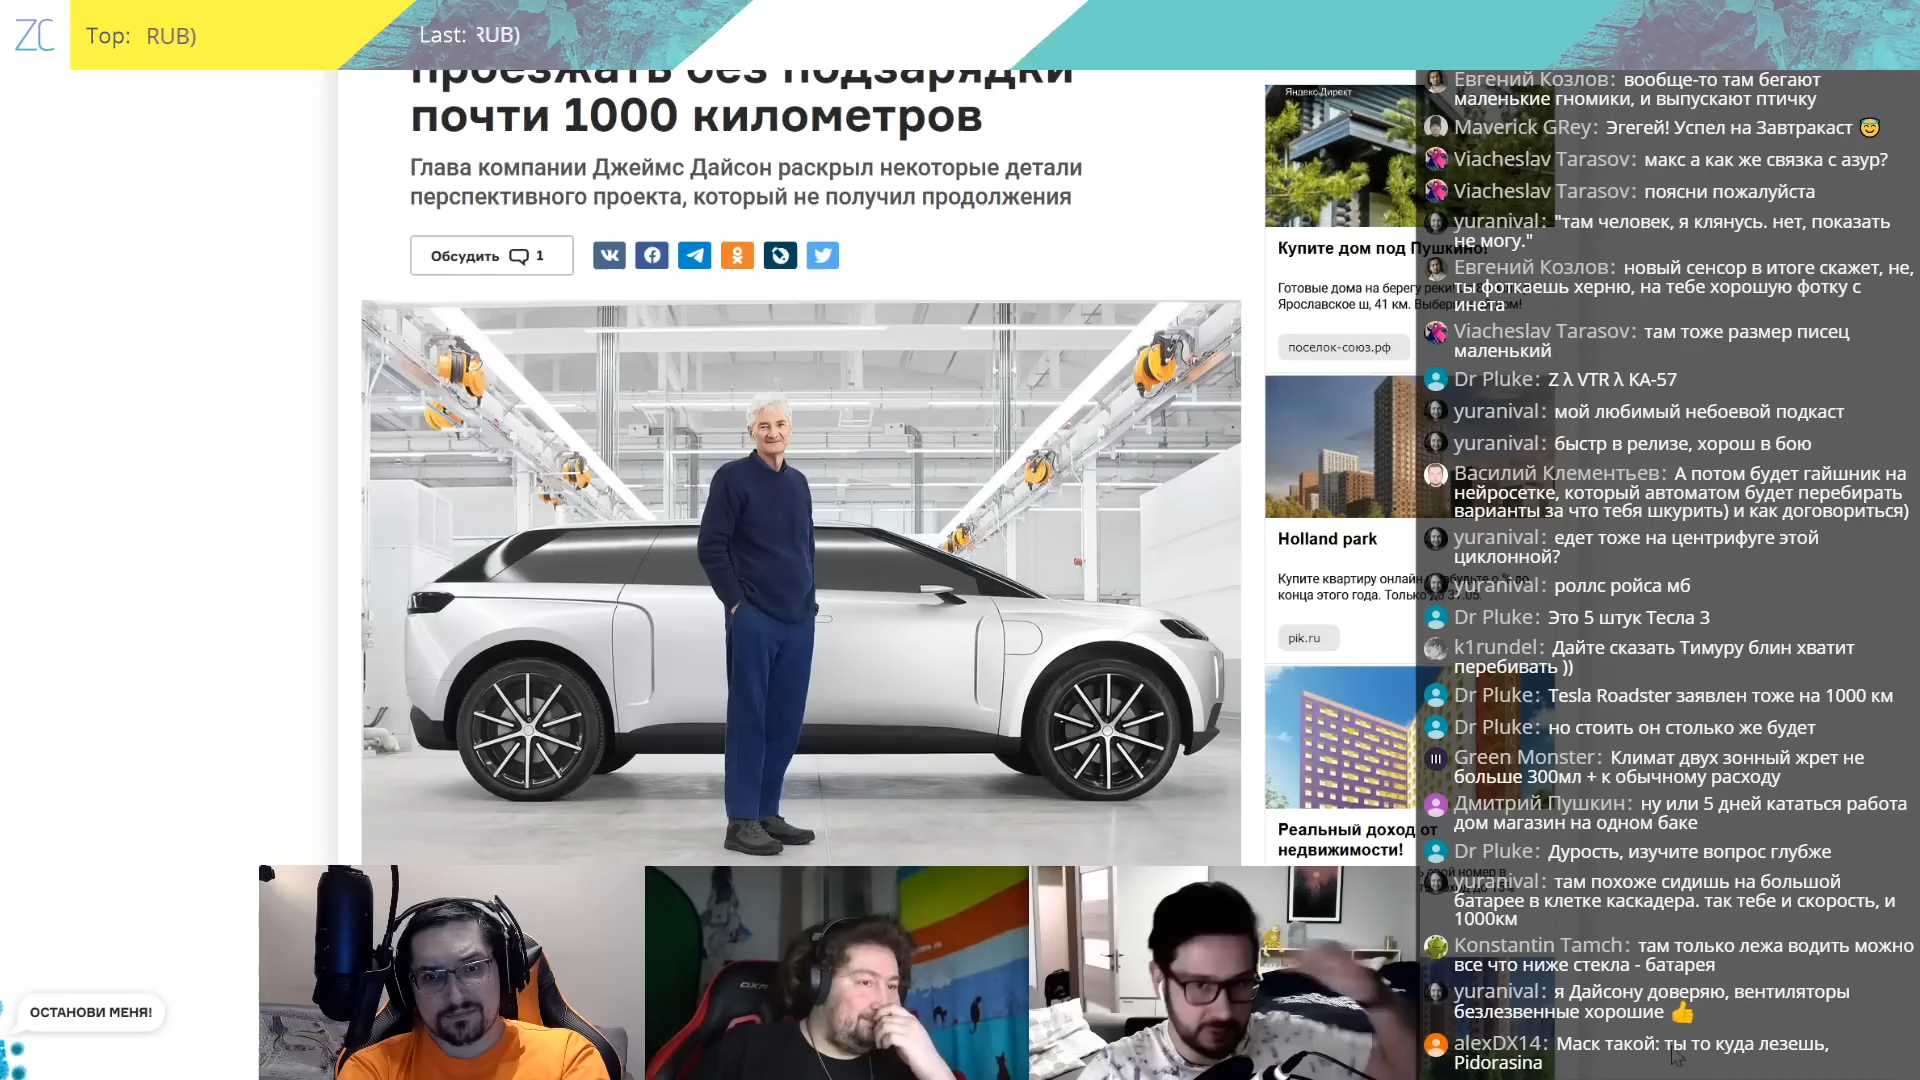 ZC
Top: RUB)
Last: RUB)
проезжать без подзарядки
почти 1000 километров
Глава компании Джеймс Дайсон раскрыл некоторые детали
перспективного проекта, который не получил продолжения
Обсудить 1
Яндекс.Директ
Купите дом под Пушкино!
Готовые дома на берегу реки!
Ярославское ш, 41 км.
поселок-союз.рф
Holland park
Купите квартиру онлайн
конца этого года. Только до 31.05.
pik.ru
Реальный доход от
недвижимости!
Евгений Козлов: вообще-то там бегают
маленькие гномики, и выпускают птичку
Maverick GRey: Эгегей! Успел на Завтракаст 😇
Viacheslav Tarasov: макс а как же связка с азур?
Viacheslav Tarasov: поясни пожалуйста
yuranival: "там человек, я клянусь. нет, показать
не могу."
Евгений Козлов: новый сенсор в итоге скажет, не,
ты фоткаешь херню, на тебе хорошую фотку с
инета
Viacheslav Tarasov: там тоже размер писец
маленький
Dr Pluke: Z λ VTR λ KA-57
yuranival: мой любимый небоевой подкаст
yuranival: быстр в релизе, хорош в бою
Василий Клементьев: А потом будет гайшник на
нейросетке, который автоматом будет перебирать
варианты за что тебя шкурить) и как договориться)
yuranival: едет тоже на центрифуге этой
циклонной?
yuranival: роллс ройса мб
Dr Pluke: Это 5 штук Тесла 3
k1rundel: Дайте сказать Тимуру блин хватит
перебивать ))
Dr Pluke: Tesla Roadster заявлен тоже на 1000 км
Dr Pluke: но стоить он столько же будет
Green Monster: Климат двух зонный жрет не
больше 300мл + к обычному расходу
Дмитрий Пушкин: ну или 5 дней кататься работа
дом магазин на одном баке
Dr Pluke: Дурость, изучите вопрос глубже
yuranival: там похоже сидишь на большой
батарее в клетке каскадера. так тебе и скорость, и
1000км
Konstantin Tamch: там только лежа водить можно
все что ниже стекла - батарея
yuranival: я Дайсону доверяю, вентиляторы
безлезвенные хорошие 👍
alexDX14: Маск такой: ты то куда лезешь,
Pidorasina
ОСТАНОВИ МЕНЯ!
DXR